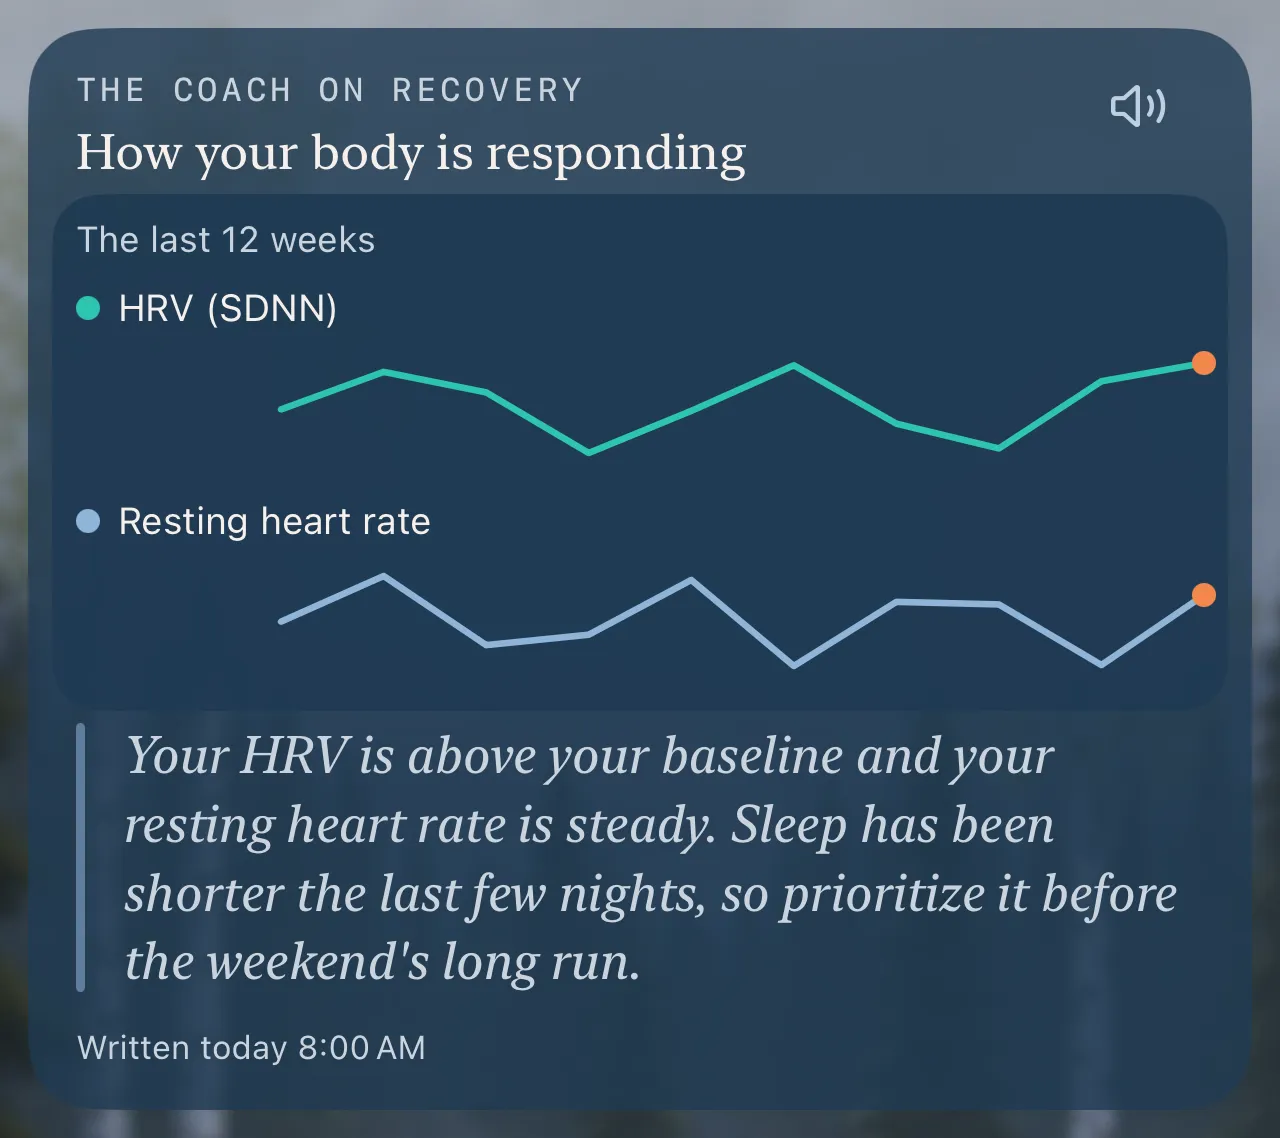 THE COACH ON RECOVERY
How your body is responding
The last 12 weeks
HRV (SDNN)
Resting heart rate
Your HRV is above your baseline and your
resting heart rate is steady. Sleep has been
shorter the last few nights, so prioritize it before
the weekend's long run.
Written today 8:00 AM